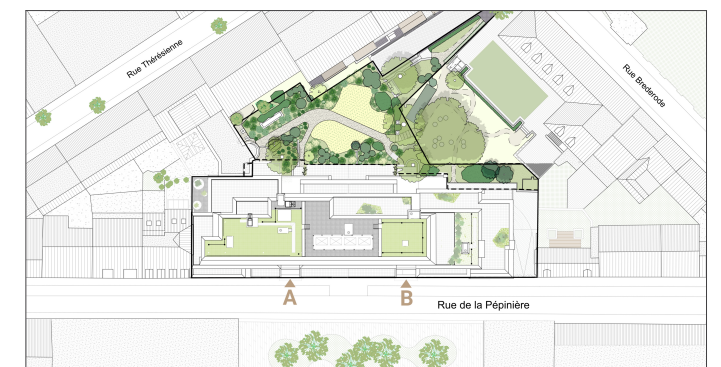 Rue Thérésienne
Rue Brederode
A
B
Rue de la Pépinière